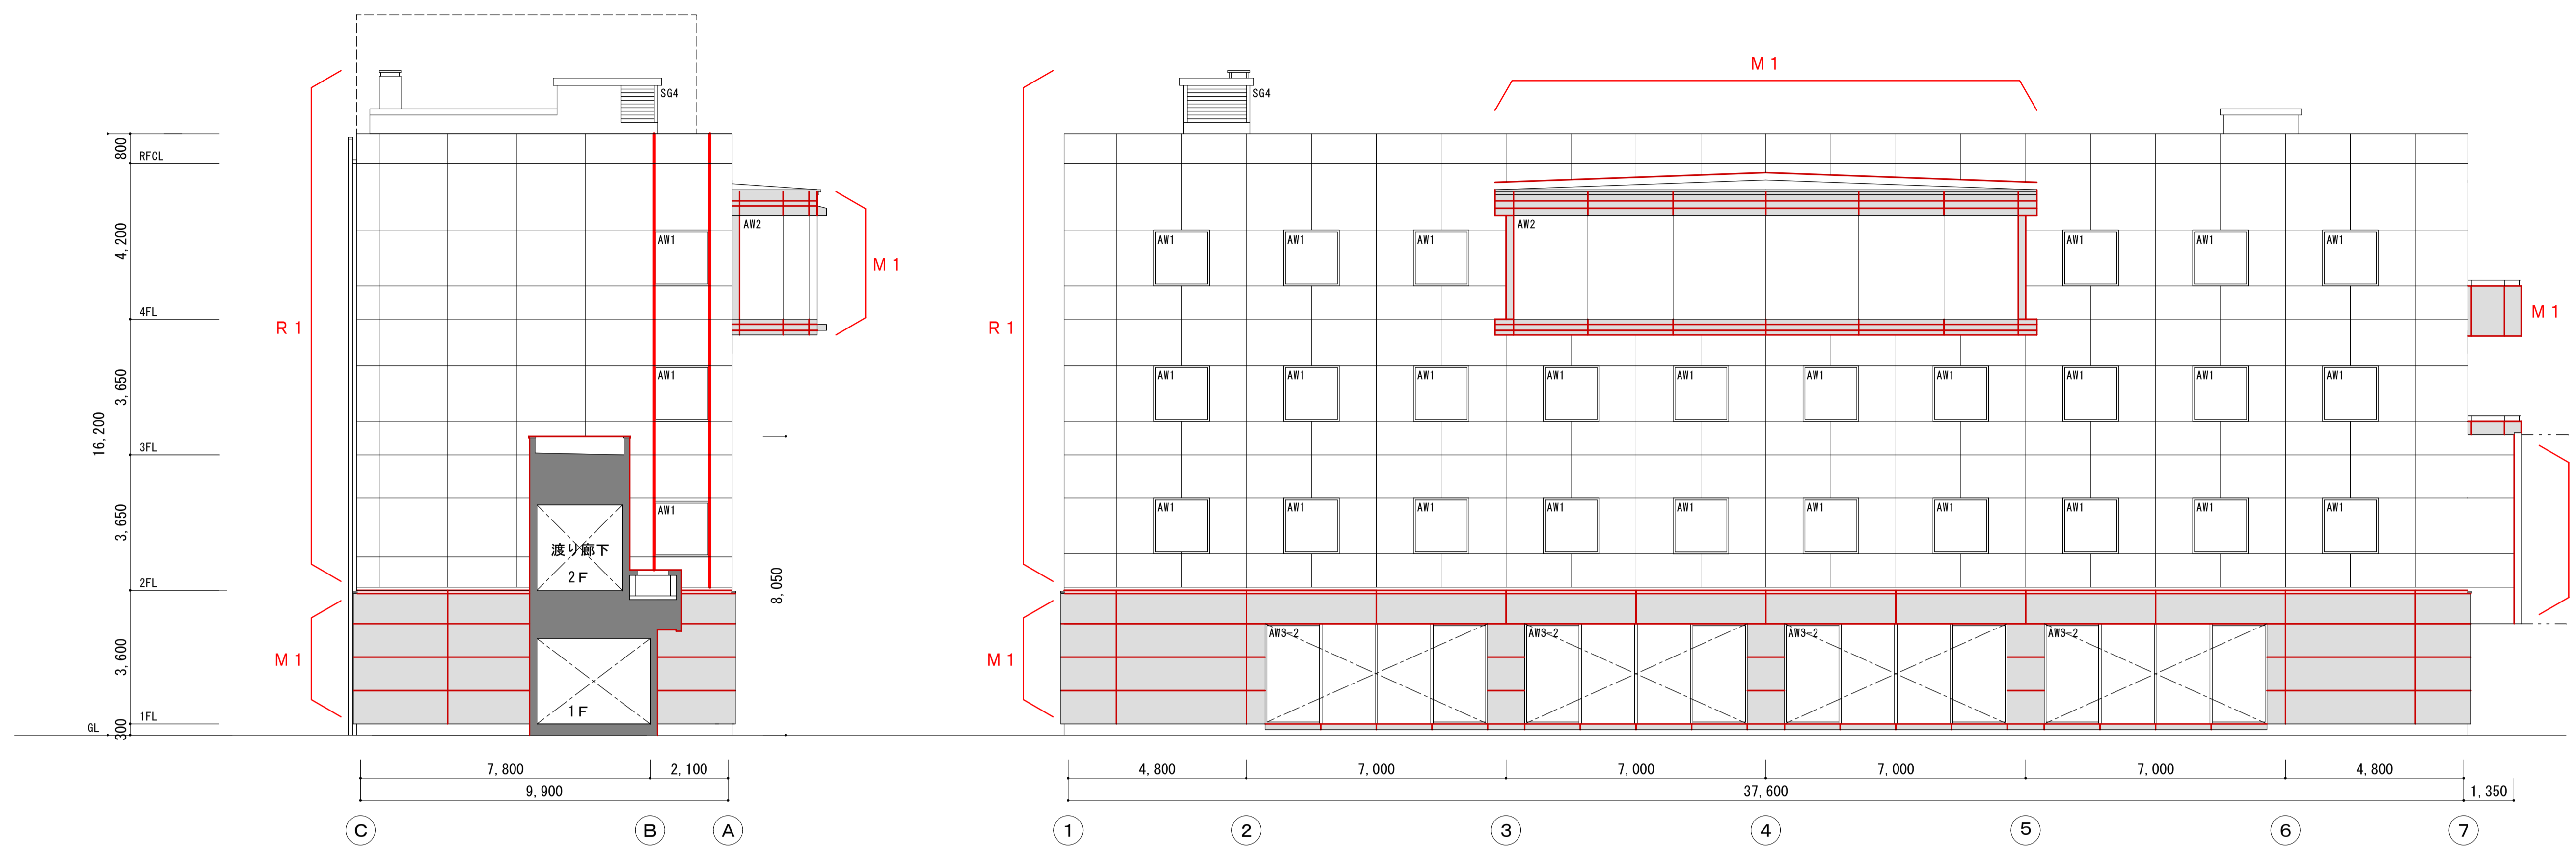 M 1
SG4
SG4
800
RFCL
AW2
AW2
4,200
AW1
AW1
AW1
AW1
AW1
AW1
AW1
M 1
4FL
R 1
R 1
M 1
3,650
AW1
AW1
AW1
AW1
AW1
AW1
AW1
AW1
AW1
AW1
AW1
16,200
3FL
3,650
AW1
AW1
AW1
AW1
AW1
AW1
AW1
AW1
AW1
AW1
AW1
渡り廊下
2F
2FL
8,050
3,600
AW3-2
AW3-2
AW3-2
AW3-2
M 1
M 1
1F
1FL
300
GL
7,800
2,100
4,800
7,000
7,000
7,000
7,000
4,800
9,900
37,600
1,350
C
B
A
1
2
3
4
5
6
7